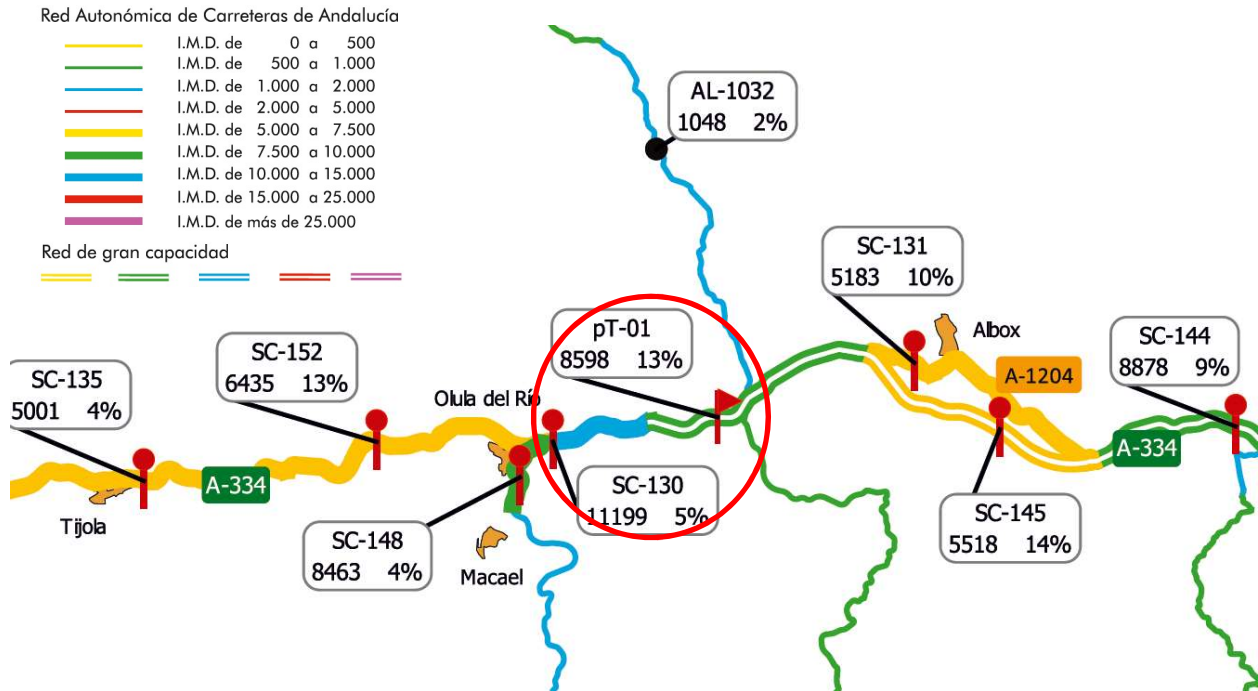 Red Autonómica de Carreteras de Andalucía
I.M.D. de 0 a 500
I.M.D. de 500 a 1.000
I.M.D. de 1.000 a 2.000
I.M.D. de 2.000 a 5.000
I.M.D. de 5.000 a 7.500
I.M.D. de 7.500 a 10.000
I.M.D. de 10.000 a 15.000
I.M.D. de 15.000 a 25.000
I.M.D. de más de 25.000
Red de gran capacidad
AL-1032
1048 2%
SC-131
5183 10%
Albox
A-1204
SC-144
8878 9%
pT-01
8598 13%
SC-152
6435 13%
SC-135
5001 4%
Olula del Río
A-334
A-334
Tíjola
SC-130
11199 5%
SC-145
5518 14%
SC-148
8463 4%
Macael